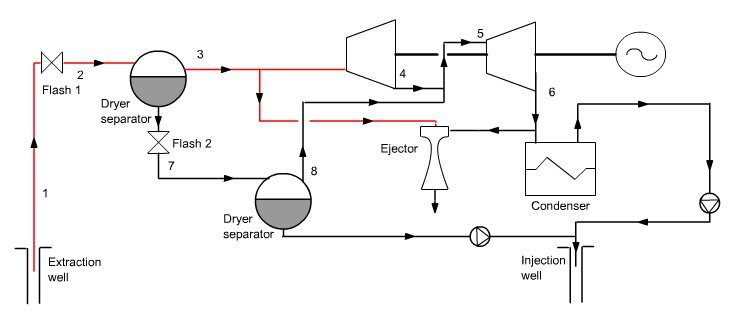 5
3
Flash 1
2
4
6
Dryer
separator
Flash 2
Ejector
7
8
1
Condenser
Dryer
separator
Extraction
well
Injection
well